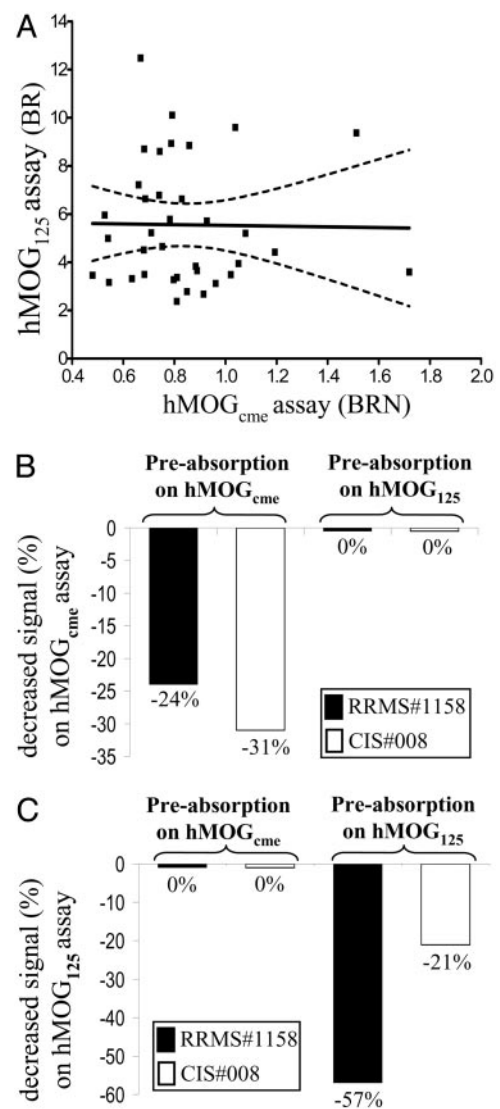 A
hMOG125 assay (BR)
14
12
10
8
6
4
2
0
0.4 0.6 0.8 1.0 1.2 1.4 1.6 1.8 2.0
hMOGcme assay (BRN)
B
Pre-absorption Pre-absorption
on hMOGcme on hMOG125
decreased signal (%)
on hMOGcme assay
0
-5
-10
-15
-20
-25
-30
-35
0% 0%
-24%
-31%
RRMS#1158
CIS#008
C
Pre-absorption Pre-absorption
on hMOGcme on hMOG125
decreased signal (%)
on hMOG125 assay
0
-10
-20
-30
-40
-50
-60
0% 0%
-21%
-57%
RRMS#1158
CIS#008